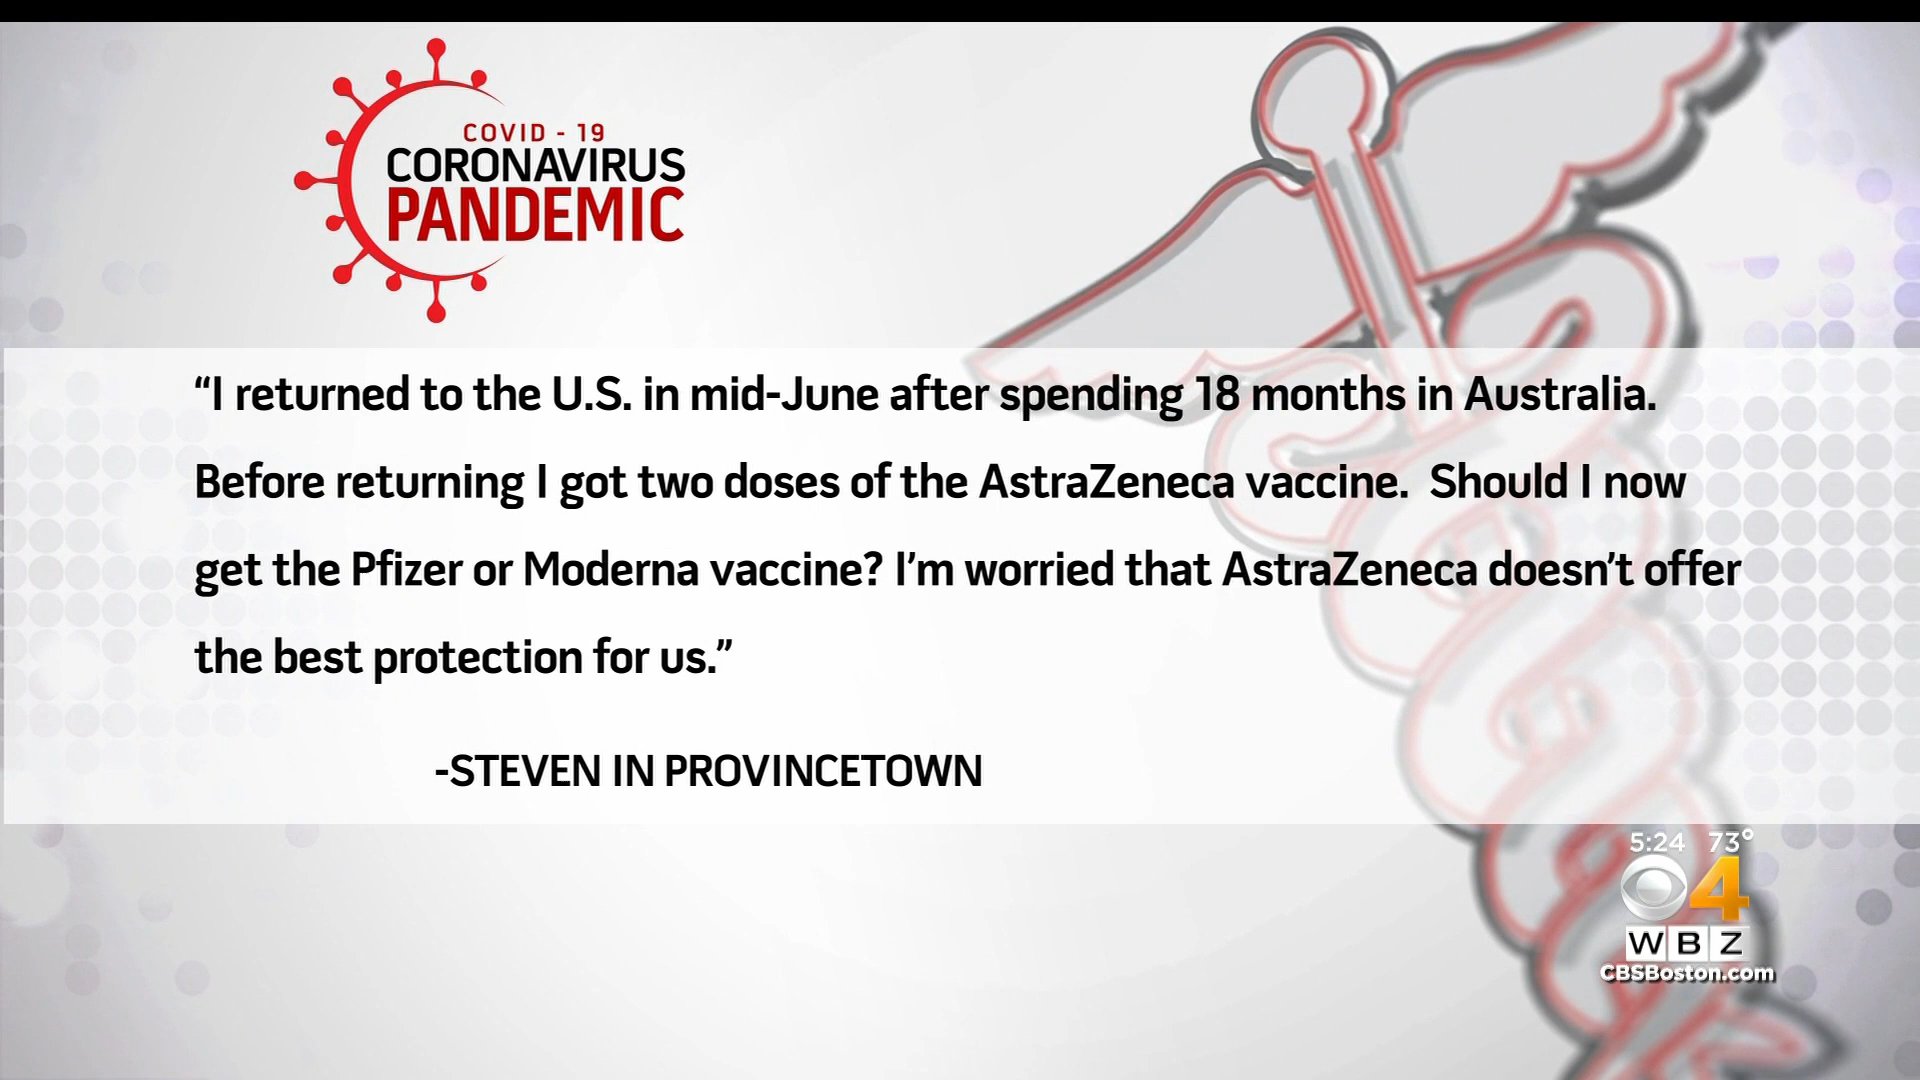 COVID - 19
CORONAVIRUS
PANDEMIC
“I returned to the U.S. in mid-June after spending 18 months in Australia.
Before returning I got two doses of the AstraZeneca vaccine.  Should I now
get the Pfizer or Moderna vaccine? I’m worried that AstraZeneca doesn’t offer
the best protection for us.”
-STEVEN IN PROVINCETOWN
5:24 73°
4
WBZ
CBSBoston.com